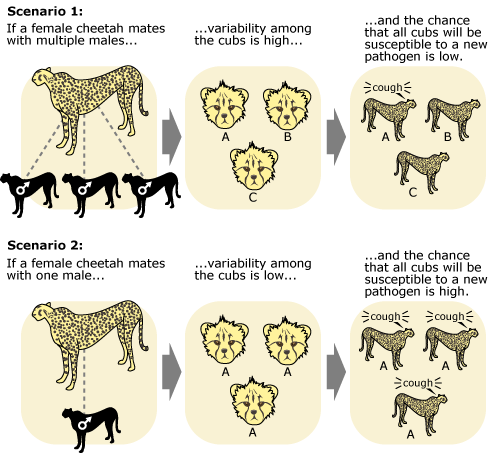 Scenario 1:
If a female cheetah mates
with multiple males...
...variability among
the cubs is high...
...and the chance
that all cubs will be
susceptible to a new
pathogen is low.
cough
A
B
C
A
B
C
Scenario 2:
If a female cheetah mates
with one male...
...variability among
the cubs is low...
...and the chance
that all cubs will be
susceptible to a new
pathogen is high.
cough
cough
A
A
A
A
cough
A
A